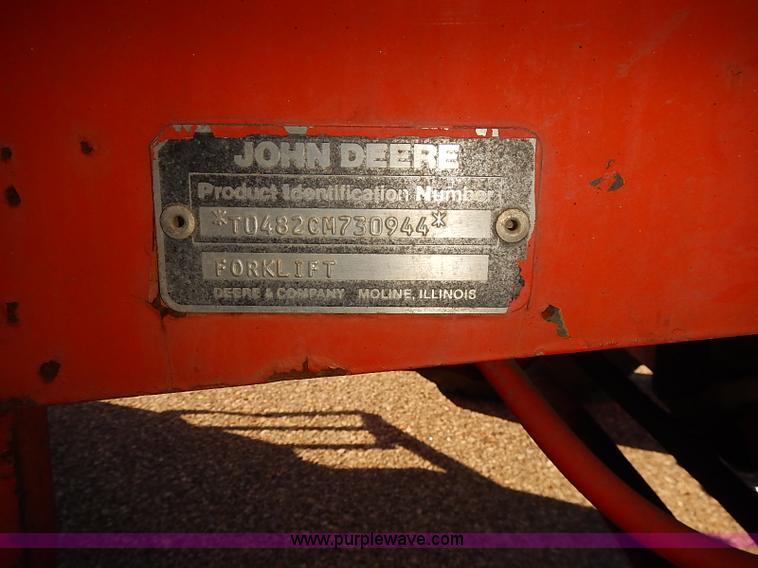 JOHN DEERE
Product Identification Number
*T0482CM730944*
FORKLIFT
DEERE & COMPANY MOLINE, ILLINOIS
www.purplewave.com